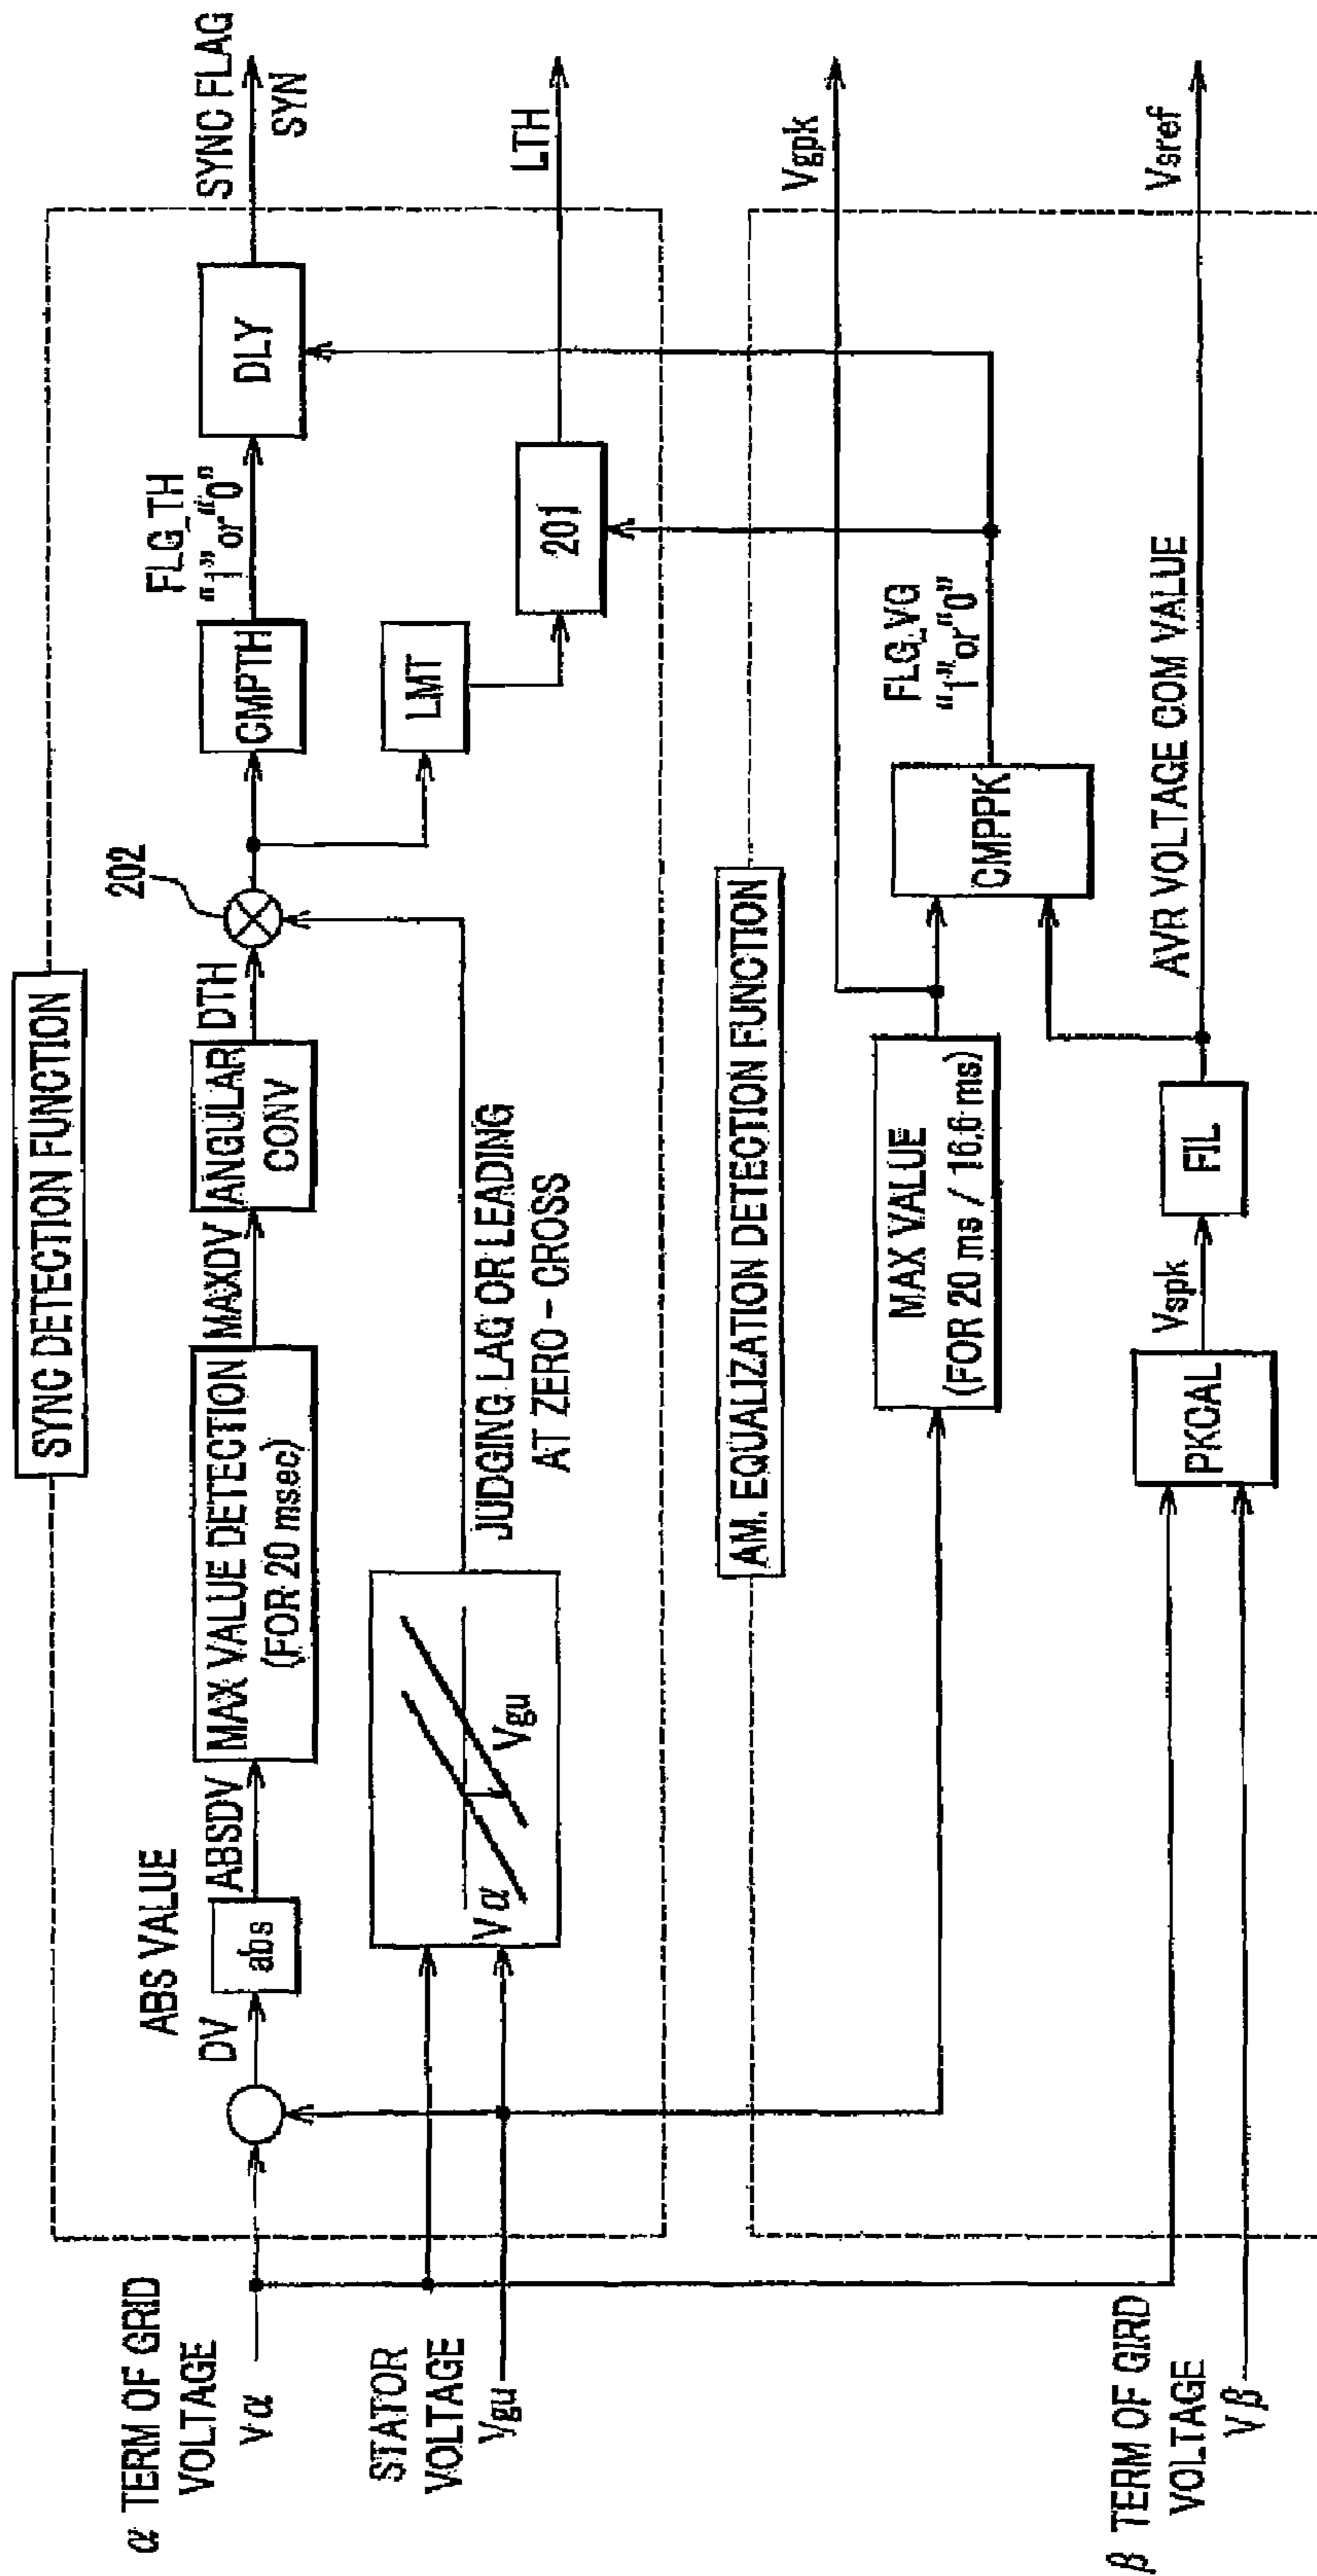 SYNC DETECTION FUNCTION
α TERM OF GRID
VOLTAGE
Vα
DV
ABS VALUE
abs
ABSDV
MAX VALUE DETECTION
(FOR 20 msec)
MAXDV
ANGULAR
CONV
DTH
202
CMPTH
FLG_TH
"1" or "0"
DLY
SYNC FLAG
SYN
STATOR
VOLTAGE
Vgu
Vα
Vgu
JUDGING LAG OR LEADING
AT ZERO - CROSS
LMT
201
LTH
AM. EQUALIZATION DETECTION FUNCTION
MAX VALUE
(FOR 20 ms / 16.6 ms)
CMPPK
FLG_VG
"1" or "0"
Vgpk
β TERM OF GIRD
VOLTAGE
Vβ
PKCAL
Vspk
FIL
AVR VOLTAGE COM VALUE
Vsref